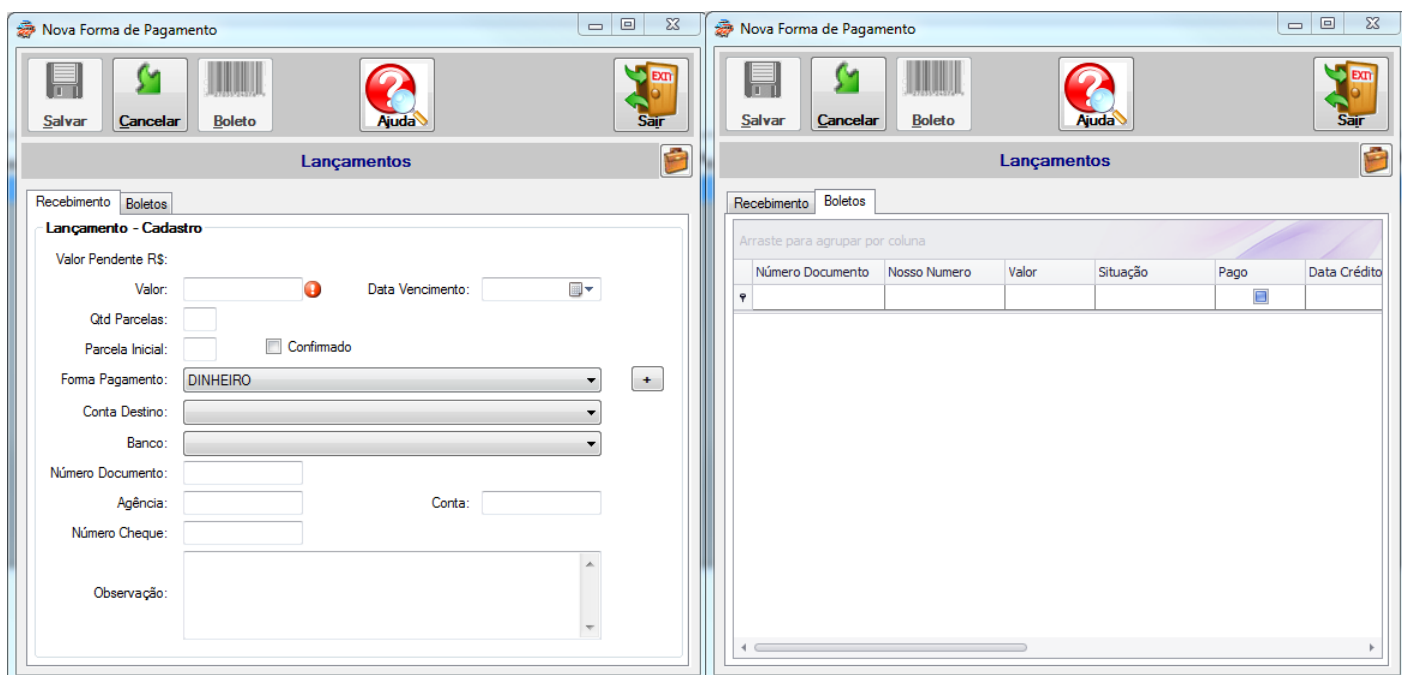 Nova Forma de Pagamento
Salvar Cancelar Boleto Ajuda EXIT Sair
Lançamentos
Recebimento Boletos
Lançamento - Cadastro
Valor Pendente R$:
Valor: Data Vencimento:
Qtd Parcelas:
Parcela Inicial: Confirmado
Forma Pagamento: DINHEIRO +
Conta Destino:
Banco:
Número Documento:
Agência: Conta:
Número Cheque:
Observação:
Nova Forma de Pagamento
Salvar Cancelar Boleto Ajuda EXIT Sair
Lançamentos
Recebimento Boletos
Arraste para agrupar por coluna
Número Documento Nosso Numero Valor Situação Pago Data Crédito